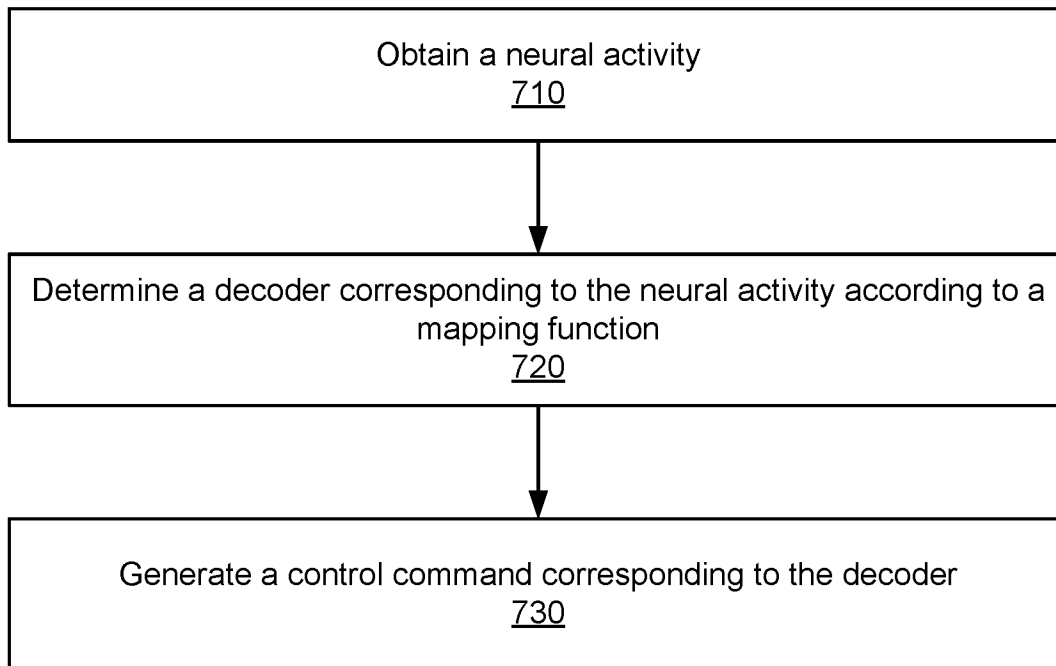 Obtain a neural activity
710
Determine a decoder corresponding to the neural activity according to a
mapping function
720
Generate a control command corresponding to the decoder
730